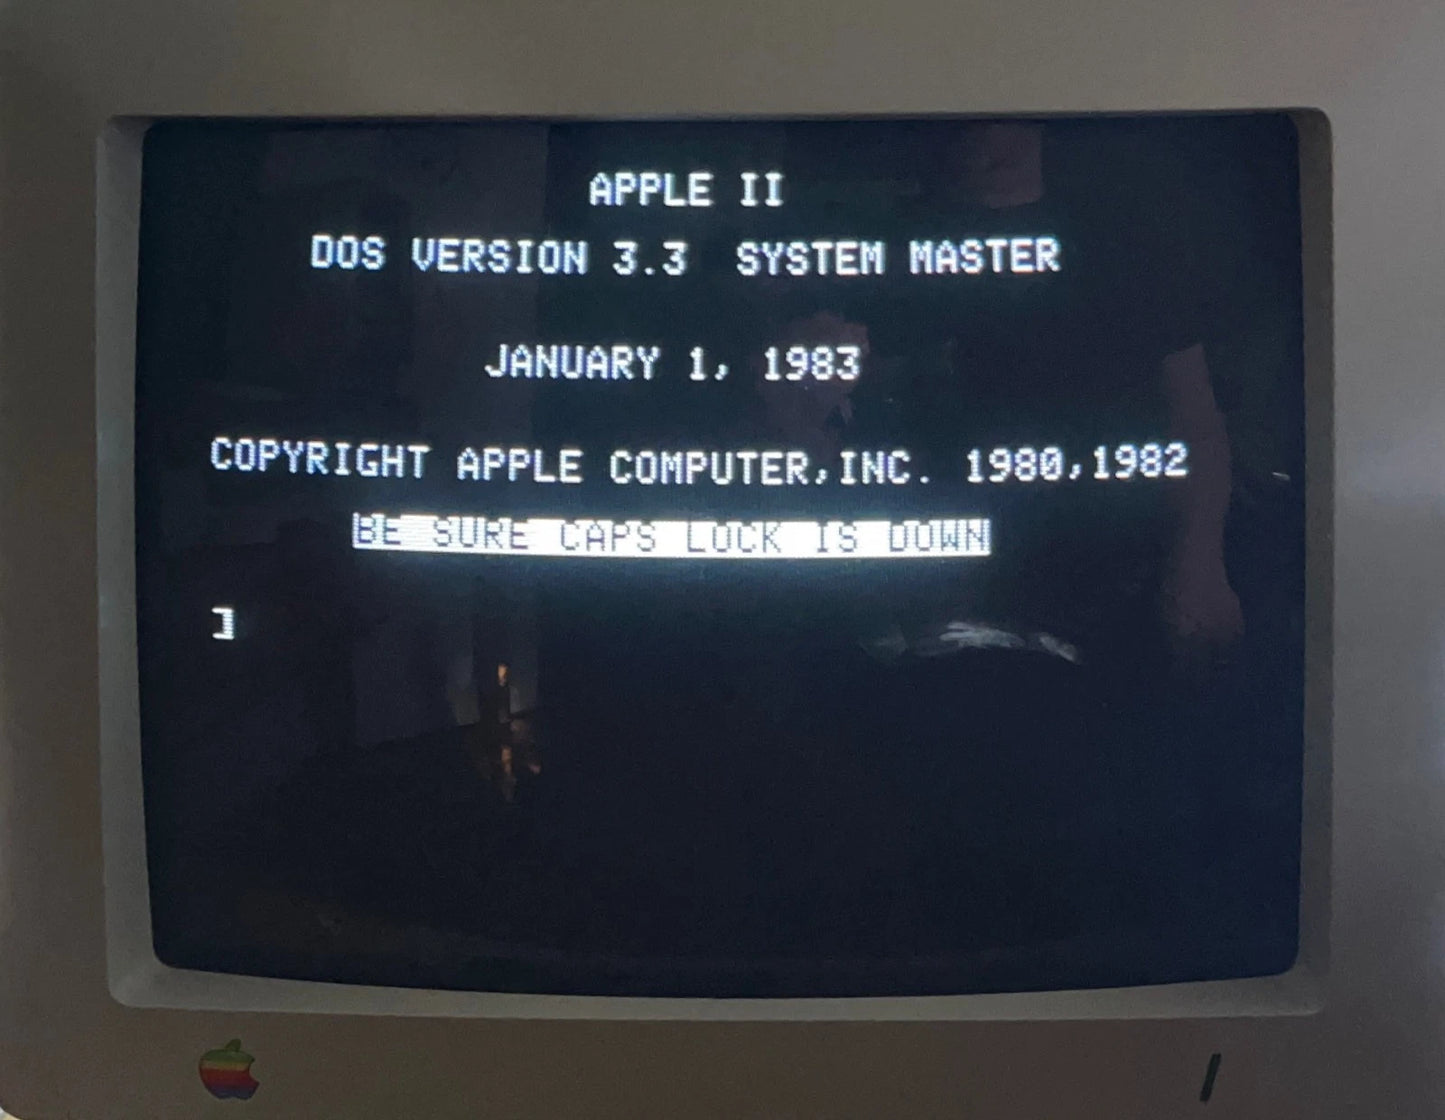 APPLE II
DOS VERSION 3.3 SYSTEM MASTER
JANUARY 1, 1983
COPYRIGHT APPLE COMPUTER,INC. 1980,1982
BE SURE CAPS LOCK IS DOWN
]